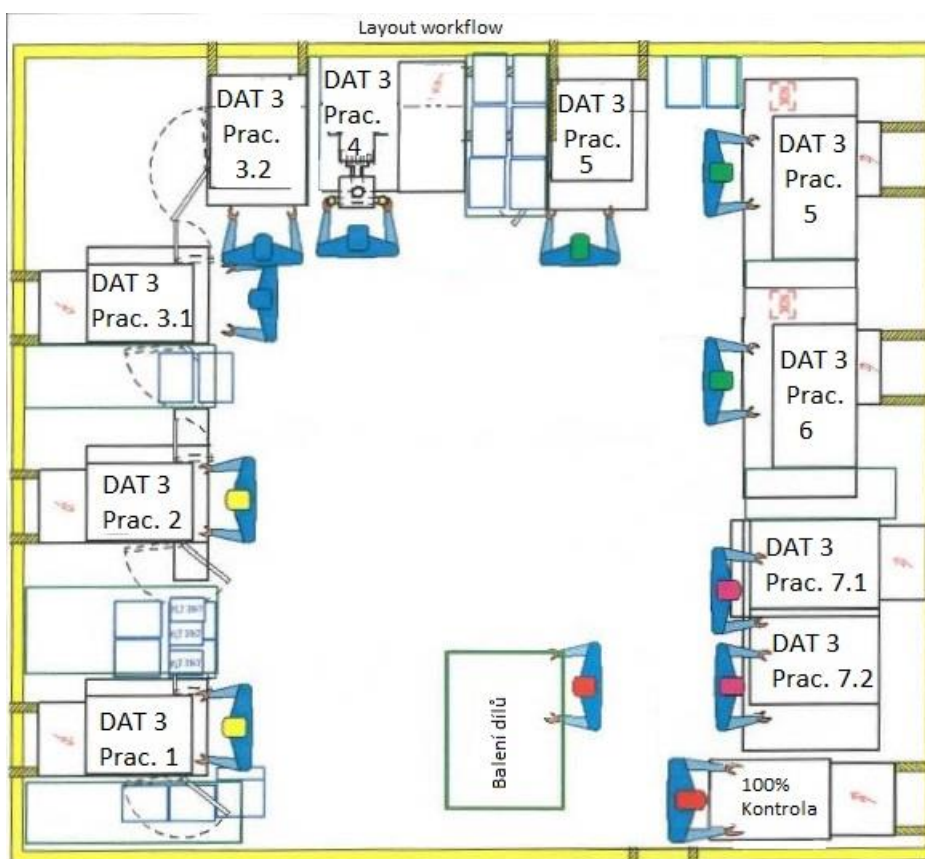 Layout workflow
DAT 3
Prac.
3.2
DAT 3
Prac.
4
DAT 3
Prac.
5
DAT 3
Prac.
5
DAT 3
Prac. 3.1
DAT 3
Prac.
6
DAT 3
Prac. 2
DAT 3
Prac. 7.1
DAT 3
Prac. 7.2
DAT 3
Prac. 1
Balení dílů
100%
Kontrola